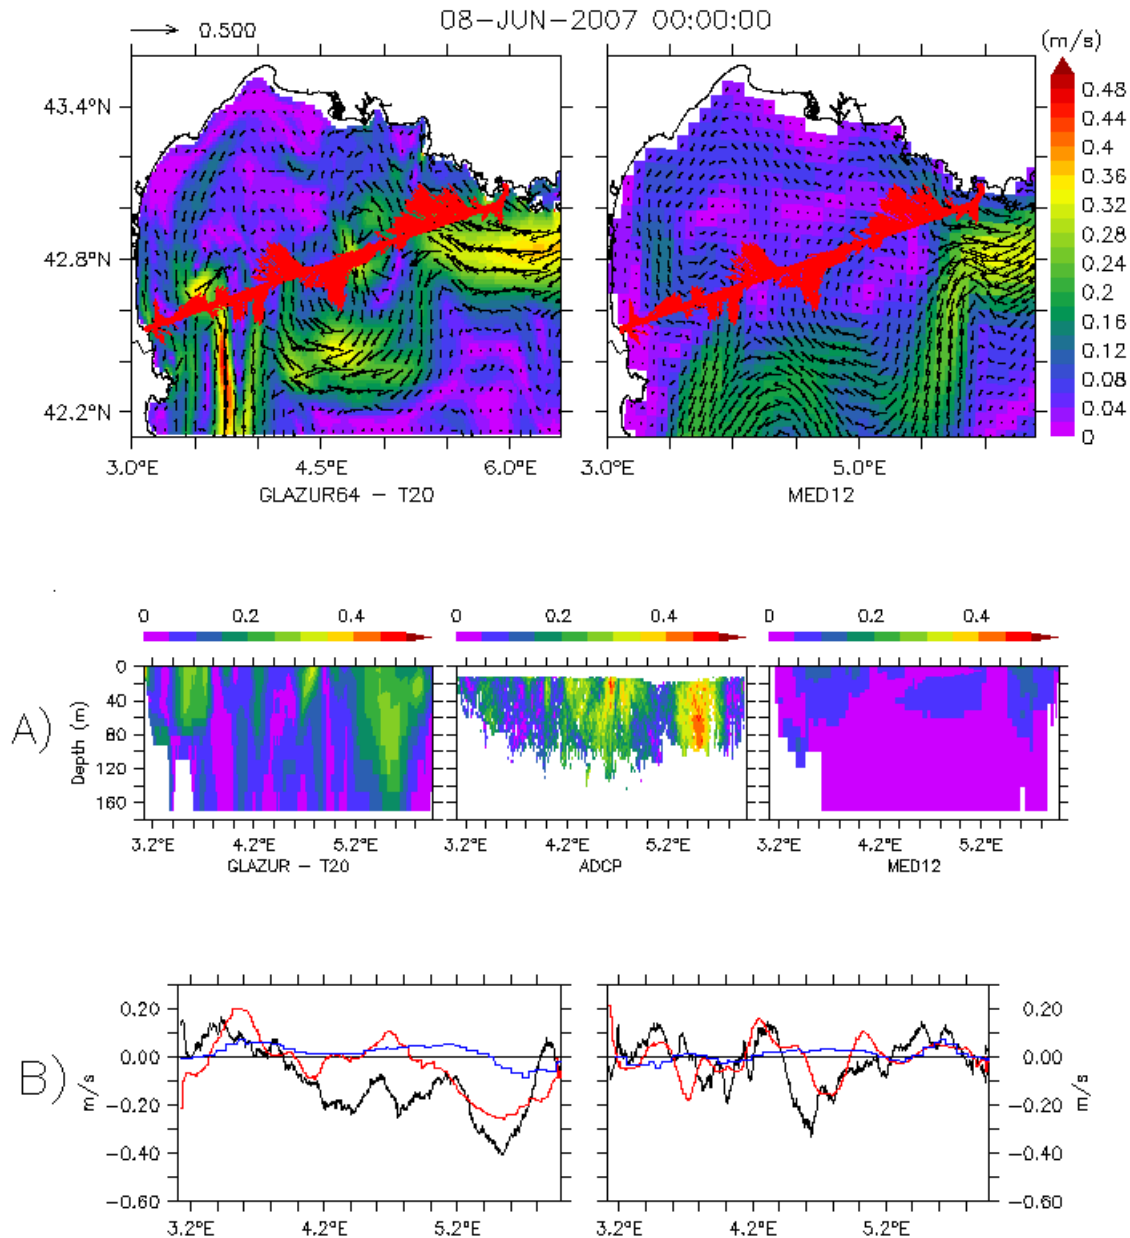 08-JUN-2007 00:00:00
0.500
(m/s)
43.4°N
42.8°N
42.2°N
0.48
0.44
0.4
0.36
0.32
0.28
0.24
0.2
0.16
0.12
0.08
0.04
0
3.0°E 4.5°E 6.0°E
3.0°E 5.0°E
GLAZUR64 - T20
MED12
0 0.2 0.4
0 0.2 0.4
0 0.2 0.4
A)
Depth (m)
0
40
80
120
160
3.2°E 4.2°E 5.2°E
3.2°E 4.2°E 5.2°E
3.2°E 4.2°E 5.2°E
GLAZUR - T20
ADCP
MED12
B)
m/s
0.20
0.00
-0.20
-0.40
-0.60
0.20
0.00
-0.20
-0.40
-0.60
m/s
3.2°E 4.2°E 5.2°E
3.2°E 4.2°E 5.2°E